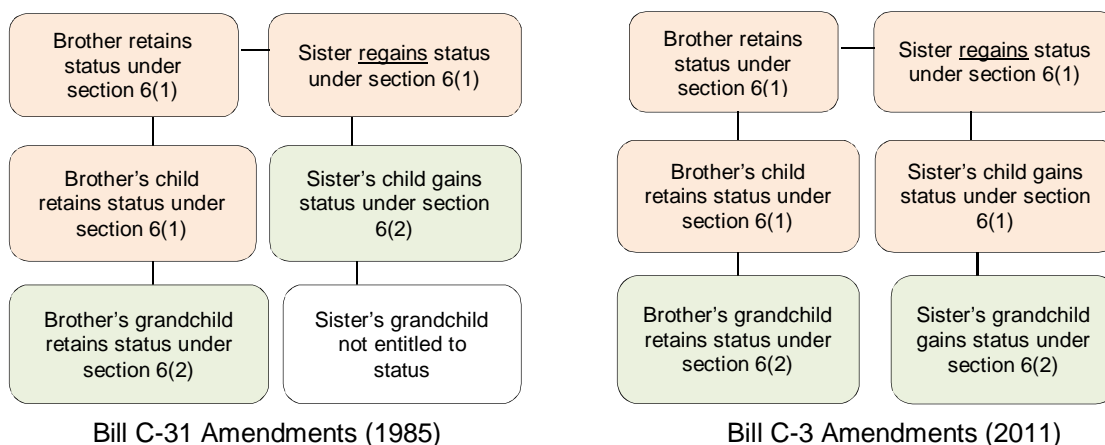 Brother retains
status under
section 6(1)
Sister regains status
under section 6(1)
Brother’s child
retains status under
section 6(1)
Sister’s child gains
status under section
6(2)
Brother’s grandchild
retains status under
section 6(2)
Sister’s grandchild
not entitled to
status
Bill C-31 Amendments (1985)
Brother retains
status under
section 6(1)
Sister regains status
under section 6(1)
Brother’s child
retains status under
section 6(1)
Sister’s child gains
status under section
6(1)
Brother’s grandchild
retains status under
section 6(2)
Sister’s grandchild
gains status under
section 6(2)
Bill C-3 Amendments (2011)